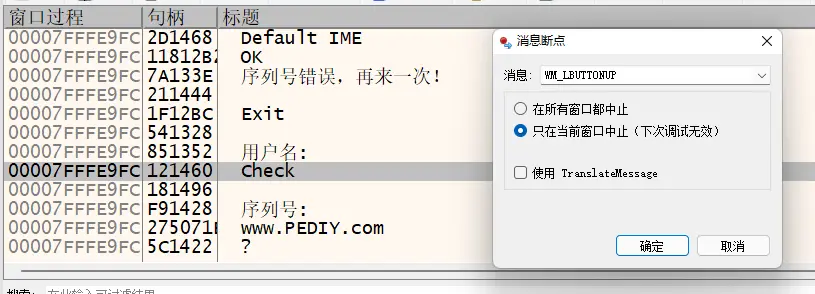 窗口过程 句柄 标题
00007FFFE9FC 2D1468 Default IME
00007FFFE9FC 11812B2 OK
00007FFFE9FC 7A133E 序列号错误，再来一次!
00007FFFE9FC 211444
00007FFFE9FC 1F12BC Exit
00007FFFE9FC 541328
00007FFFE9FC 851352 用户名:
00007FFFE9FC 121460 Check
00007FFFE9FC 181496
00007FFFE9FC F91428 序列号:
00007FFFE9FC 275071 www.PEDIY.com
00007FFFE9FC 5C1422 ?
搜索:
消息断点
消息: WM_LBUTTONUP
在所有窗口都中止
只在当前窗口中止（下次调试无效）
使用 TranslateMessage
确定 取消